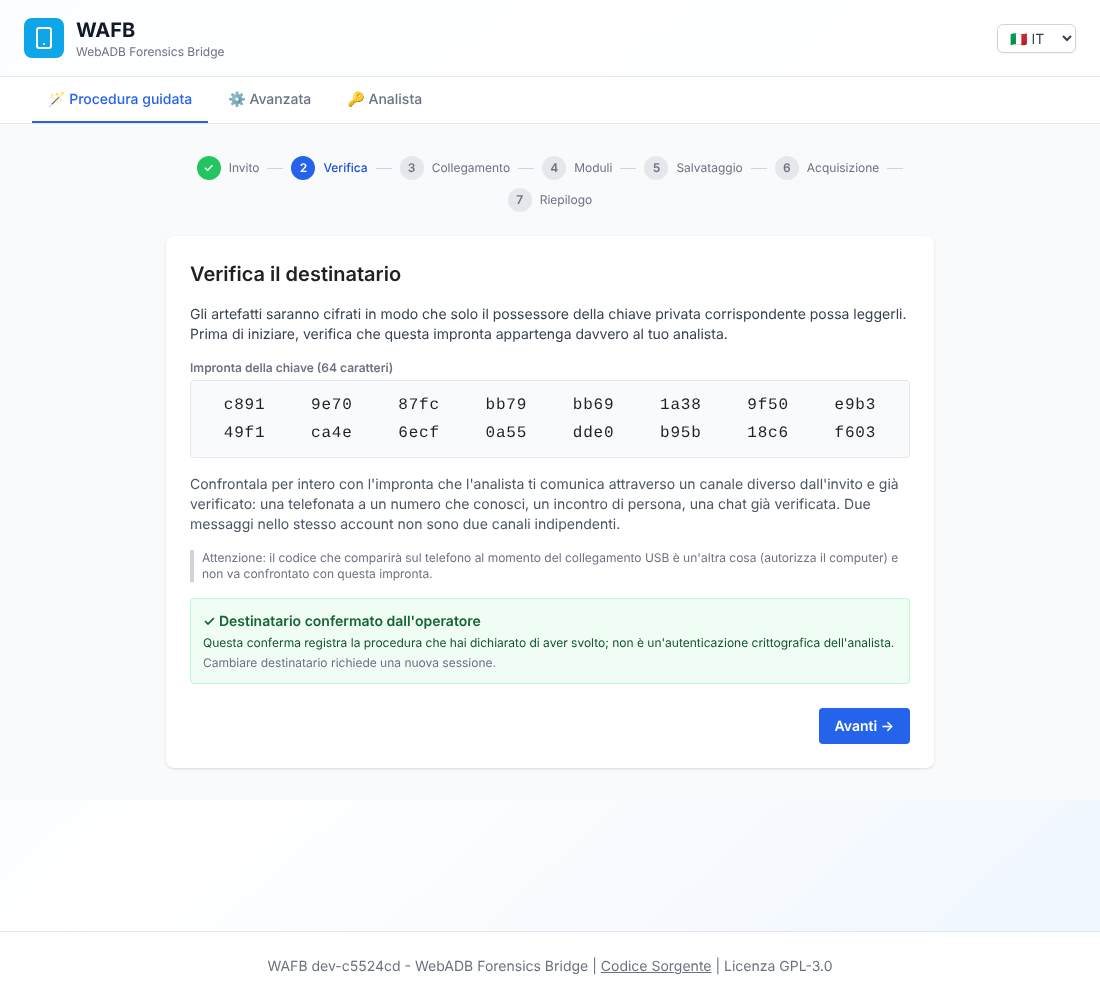 WAFB
WebADB Forensics Bridge
🇮🇹 IT
🪄 Procedura guidata
⚙️ Avanzata
🔑 Analista
✓ Invito
2 Verifica
3 Collegamento
4 Moduli
5 Salvataggio
6 Acquisizione
7 Riepilogo
Verifica il destinatario
Gli artefatti saranno cifrati in modo che solo il possessore della chiave privata corrispondente possa leggerli.
Prima di iniziare, verifica che questa impronta appartenga davvero al tuo analista.
Impronta della chiave (64 caratteri)
c891 9e70 87fc bb79 bb69 1a38 9f50 e9b3
49f1 ca4e 6ecf 0a55 dde0 b95b 18c6 f603
Confrontala per intero con l'impronta che l'analista ti comunica attraverso un canale diverso dall'invito e già
verificato: una telefonata a un numero che conosci, un incontro di persona, una chat già verificata. Due
messaggi nello stesso account non sono due canali indipendenti.
Attenzione: il codice che comparirà sul telefono al momento del collegamento USB è un'altra cosa (autorizza il computer) e
non va confrontato con questa impronta.
✓ Destinatario confermato dall'operatore
Questa conferma registra la procedura che hai dichiarato di aver svolto; non è un'autenticazione crittografica dell'analista.
Cambiare destinatario richiede una nuova sessione.
Avanti →
WAFB dev-c5524cd - WebADB Forensics Bridge | Codice Sorgente | Licenza GPL-3.0